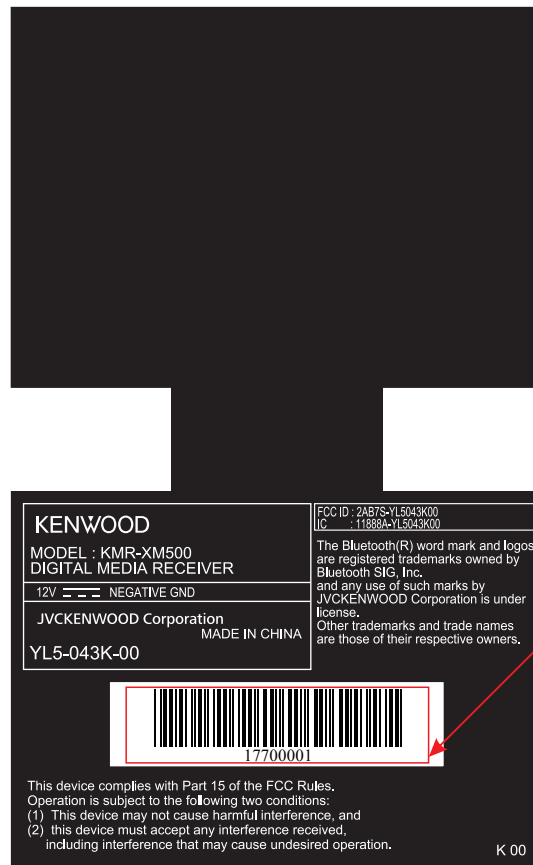 KENWOOD
MODEL : KMR-XM500
DIGITAL MEDIA RECEIVER
12V NEGATIVE GND
JVCKENWOOD Corporation
MADE IN CHINA
YL5-043K-00
FCC ID : 2AB7S-YL5043K00
IC : 11888A-YL5043K00
The Bluetooth(R) word mark and logos
are registered trademarks owned by
Bluetooth SIG, Inc.
and any use of such marks by
JVCKENWOOD Corporation is under
license.
Other trademarks and trade names
are those of their respective owners.
17700001
This device complies with Part 15 of the FCC Rules.
Operation is subject to the following two conditions:
(1) This device may not cause harmful interference, and
(2) this device must accept any interference received,
including interference that may cause undesired operation.
K 00